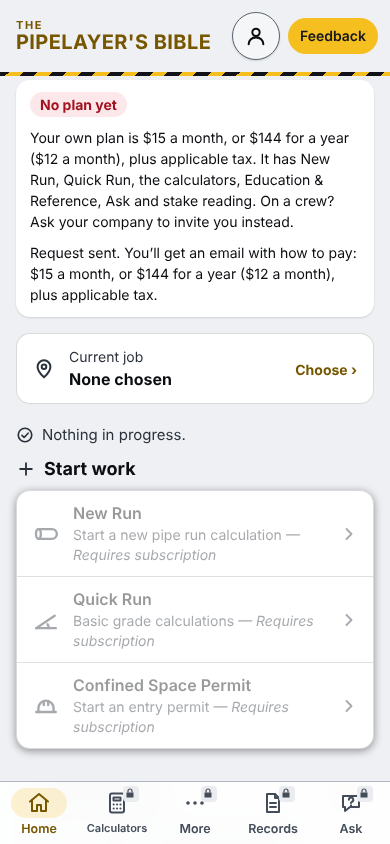 THE
PIPELAYER'S BIBLE
Feedback
No plan yet
Your own plan is $15 a month, or $144 for a year
($12 a month), plus applicable tax. It has New
Run, Quick Run, the calculators, Education &
Reference, Ask and stake reading. On a crew?
Ask your company to invite you instead.
Request sent. You’ll get an email with how to pay:
$15 a month, or $144 for a year ($12 a month),
plus applicable tax.
Current job
None chosen
Choose ›
Nothing in progress.
Start work
New Run
Start a new pipe run calculation —
Requires subscription
Quick Run
Basic grade calculations — Requires
subscription
Confined Space Permit
Start an entry permit — Requires
subscription
Home
Calculators
More
Records
Ask